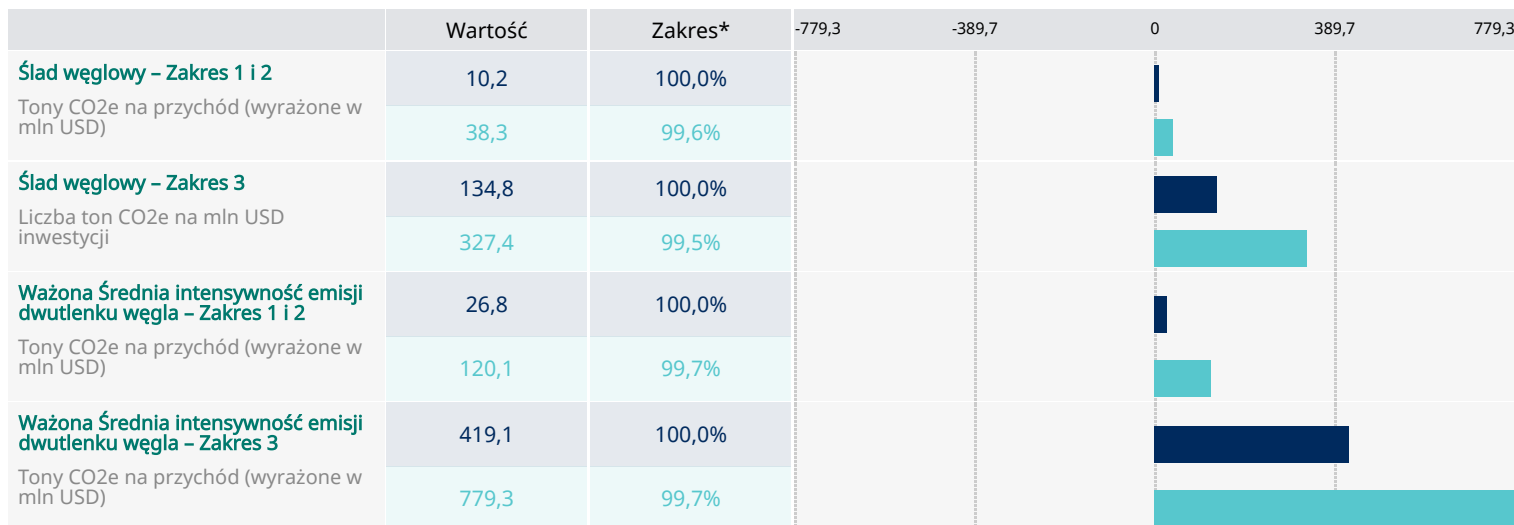 Wartość Zakres* -779,3 -389,7 0 389,7 779,3
Ślad węglowy – Zakres 1 i 2
Tony CO2e na przychód (wyrażone w
mln USD)
10,2 100,0%
38,3 99,6%
Ślad węglowy – Zakres 3
Liczba ton CO2e na mln USD
inwestycji
134,8 100,0%
327,4 99,5%
Ważona Średnia intensywność emisji
dwutlenku węgla – Zakres 1 i 2
Tony CO2e na przychód (wyrażone w
mln USD)
26,8 100,0%
120,1 99,7%
Ważona Średnia intensywność emisji
dwutlenku węgla – Zakres 3
Tony CO2e na przychód (wyrażone w
mln USD)
419,1 100,0%
779,3 99,7%